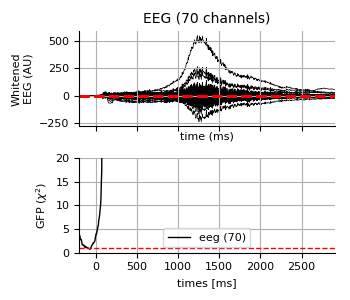 EEG (70 channels)
Whitened
EEG (AU)
500
250
0
−250
time (ms)
GFP (χ²)
20
15
10
5
0
eeg (70)
0 500 1000 1500 2000 2500
times [ms]